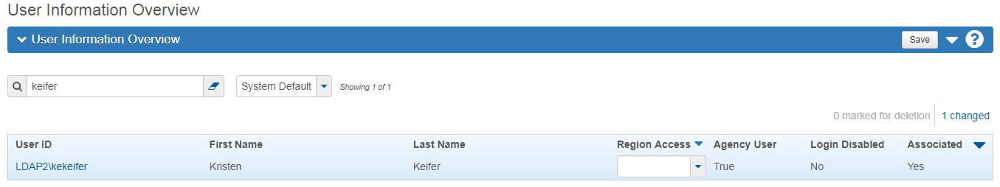 User Information Overview
User Information Overview Save ?
keifer System Default Showing 1 of 1
0 marked for deletion 1 changed
User ID First Name Last Name Region Access Agency User Login Disabled Associated
LDAP2\kekeifer Kristen Keifer True No Yes